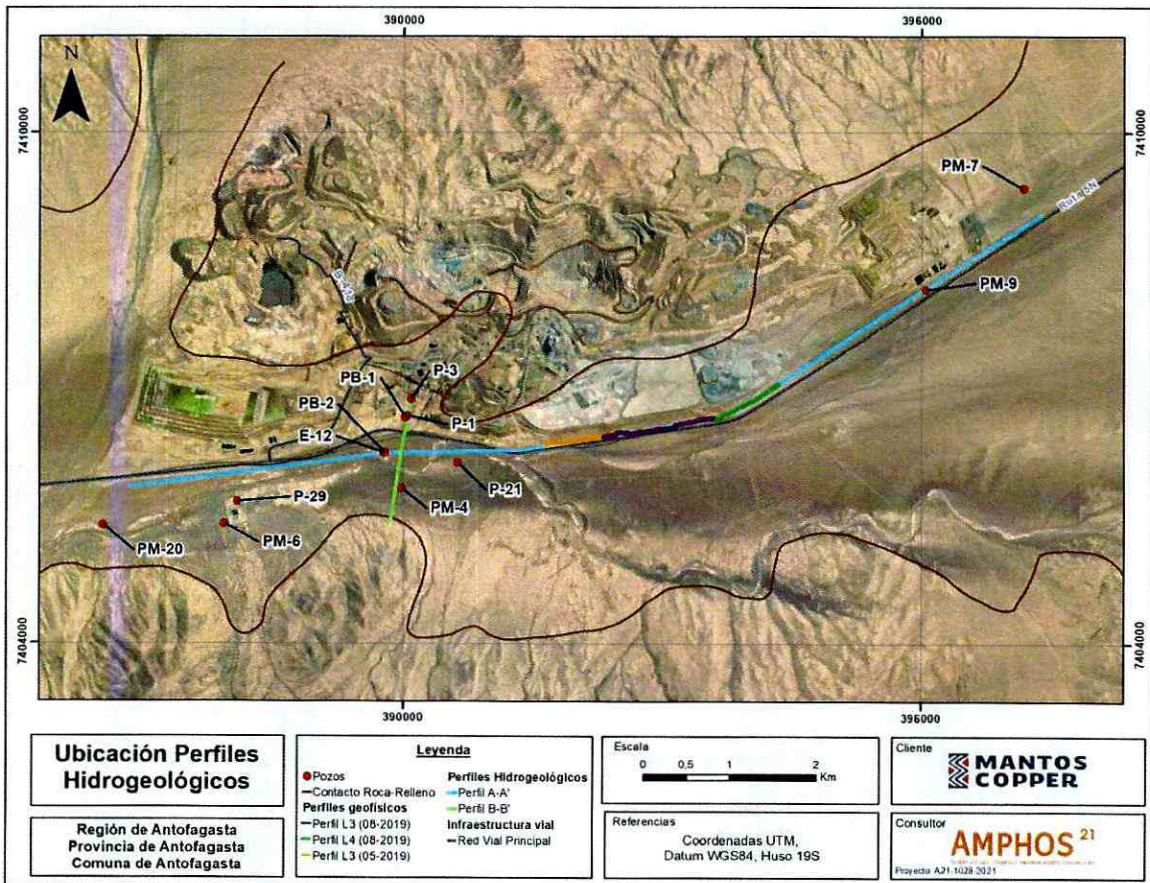 390000
396000
N
7410000
7410000
PM-7
Ruta 5N
B-438
PM-9
P-3
PB-1
P-1
PB-2
E-12
P-21
P-29
PM-4
PM-20
PM-6
7404000
7404000
390000
396000
Ubicación Perfiles
Hidrogeológicos
Región de Antofagasta
Provincia de Antofagasta
Comuna de Antofagasta
Leyenda
Pozos
Contacto Roca-Relleno
Perfiles geofísicos
Perfil L3 (08-2019)
Perfil L4 (08-2019)
Perfil L3 (05-2019)
Perfiles Hidrogeológicos
Perfil A-A'
Perfil B-B'
Infraestructura vial
Red Vial Principal
Escala
0 0,5 1 2
Km
Referencias
Coordenadas UTM,
Datum WGS84, Huso 19S
Cliente
MANTOS
COPPER
Consultor
AMPHOS 21
Proyecto A21-1028-2021